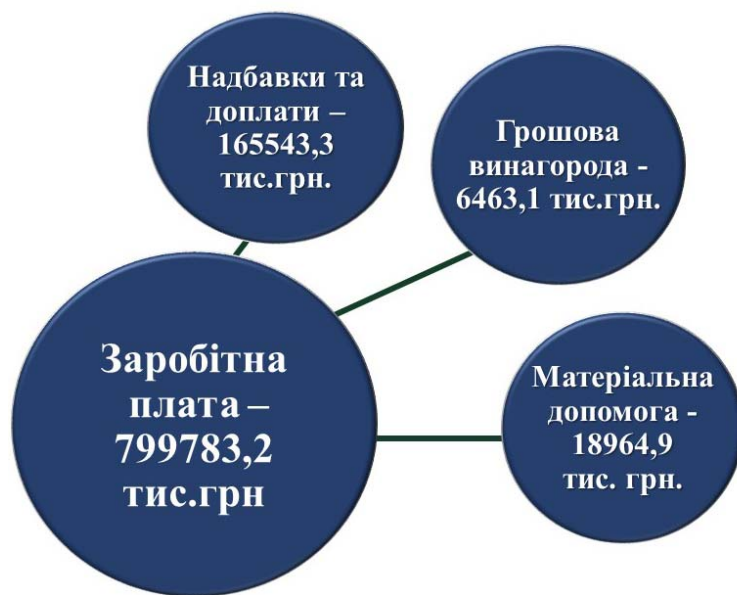 Надбавки та
доплати –
165543,3
тис.грн.
Грошова
винагорода -
6463,1 тис.грн.
Заробітна
плата –
799783,2
тис.грн
Матеріальна
допомога -
18964,9
тис. грн.